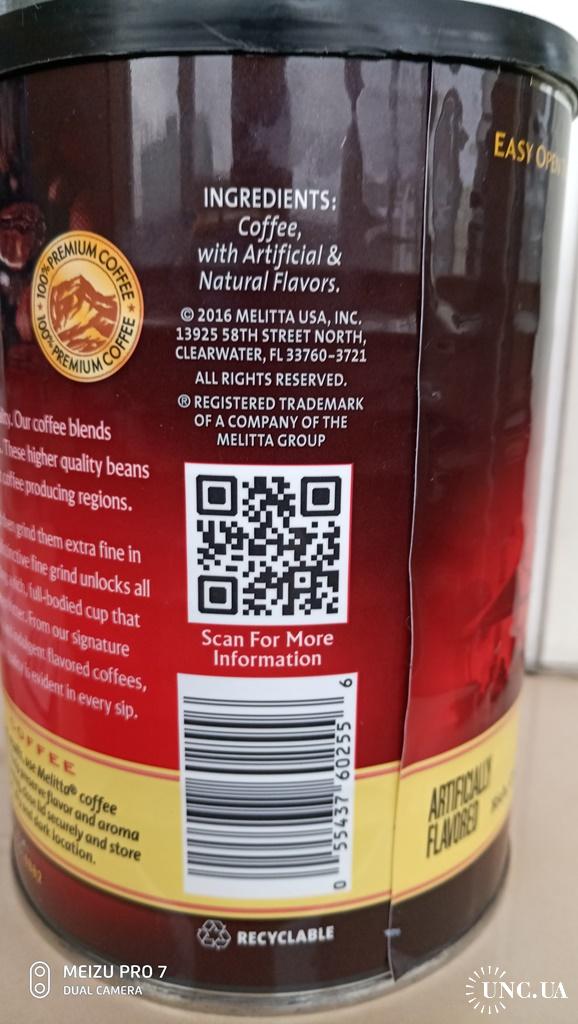 EASY OPEN
INGREDIENTS:
Coffee,
with Artificial &
Natural Flavors.
100% PREMIUM COFFEE
100% PREMIUM COFFEE
© 2016 MELITTA USA, INC.
13925 58TH STREET NORTH,
CLEARWATER, FL 33760-3721
ALL RIGHTS RESERVED.
® REGISTERED TRADEMARK
OF A COMPANY OF THE
MELITTA GROUP
Our coffee blends
These higher quality beans
coffee producing regions.
grind them extra fine in
fine grind unlocks all
full-bodied cup that
From our signature
flavored coffees,
is evident in every sip.
Scan For More
Information
0 55437 60255 6
COFFEE
use Melitta® coffee
flavor and aroma
lid securely and store
and dark location.
ARTIFICIALLY
FLAVORED
RECYCLABLE
MEIZU PRO 7
DUAL CAMERA
UNC.UA